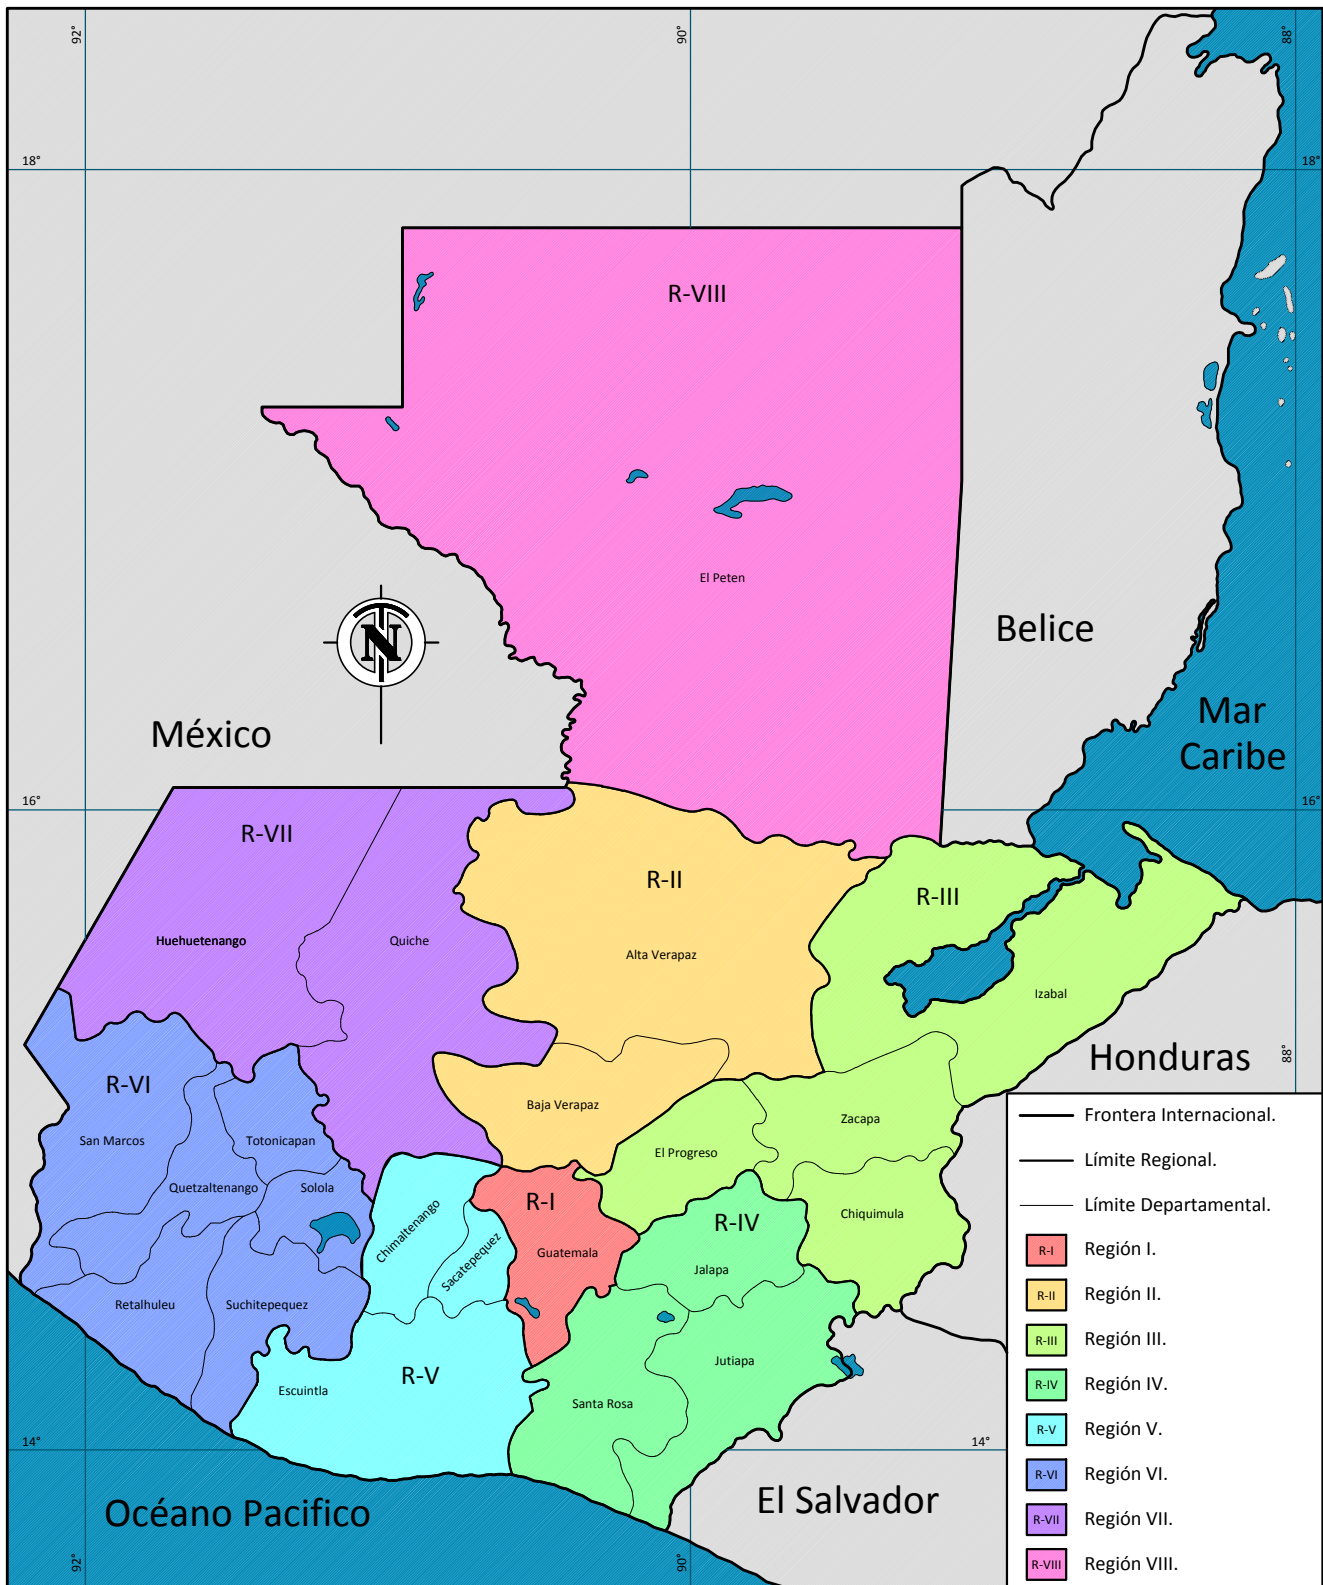 92°
90°
88°
18°
18°
R-VIII
El Peten
Belice
N
México
Mar
Caribe
16°
16°
R-VII
R-II
R-III
Huehuetenango
Quiche
Alta Verapaz
Izabal
Honduras
88°
R-VI
Baja Verapaz
San Marcos
Totonicapan
Zacapa
El Progreso
Quetzaltenango
Solola
Chimaltenango
R-I
R-IV
Chiquimula
Sacatepequez
Guatemala
Jalapa
Retalhuleu
Suchitepequez
Jutiapa
R-V
Escuintla
Santa Rosa
14°
14°
Océano Pacifico
El Salvador
92°
90°
Frontera Internacional.
Límite Regional.
Límite Departamental.
R-I Región I.
R-II Región II.
R-III Región III.
R-IV Región IV.
R-V Región V.
R-VI Región VI.
R-VII Región VII.
R-VIII Región VIII.